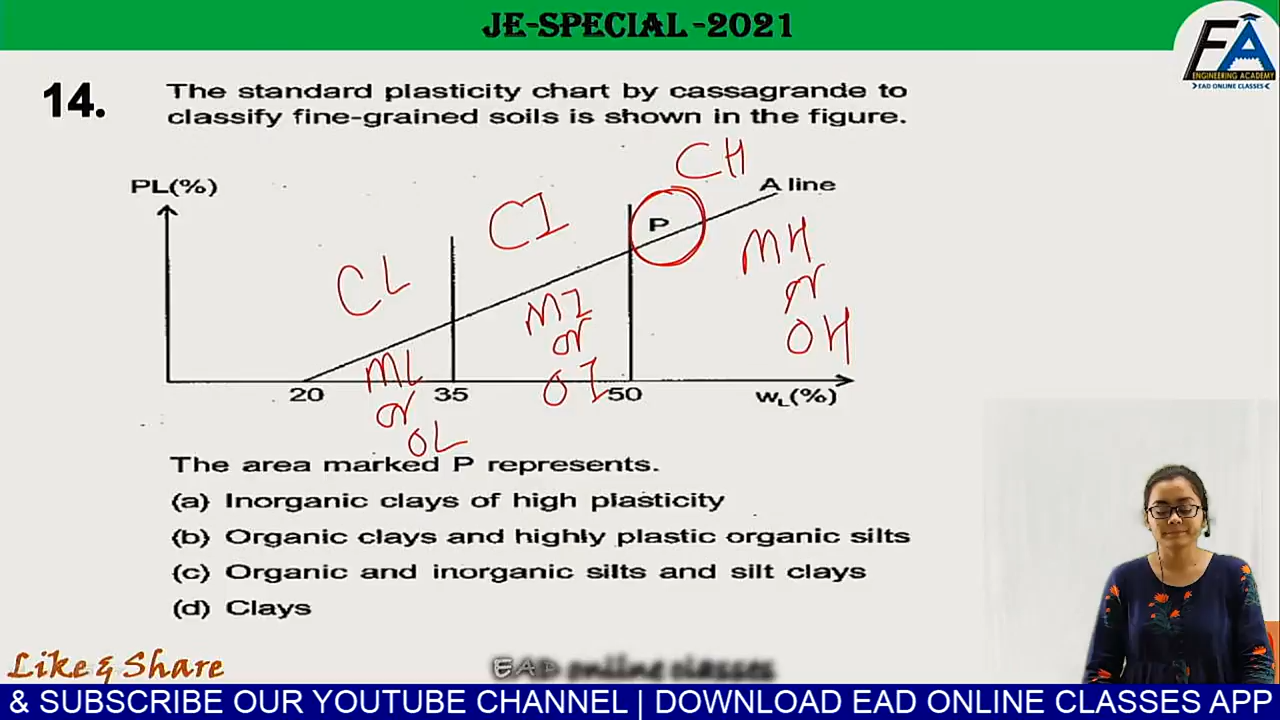 JE-SPECIAL-2021
ENGINEERING ACADEMY
EAD ONLINE CLASSES
14. The standard plasticity chart by cassagrande to
classify fine-grained soils is shown in the figure.
CH
PL(%)
A line
CI
P
MH
or
OH
CL
MI
or
OI
ML
or
OL
20 35 50 WL(%)
The area marked P represents.
(a) Inorganic clays of high plasticity
(b) Organic clays and highly plastic organic silts
(c) Organic and inorganic silts and silt clays
(d) Clays
Like & Share
EAD online classes
& SUBSCRIBE OUR YOUTUBE CHANNEL | DOWNLOAD EAD ONLINE CLASSES APP